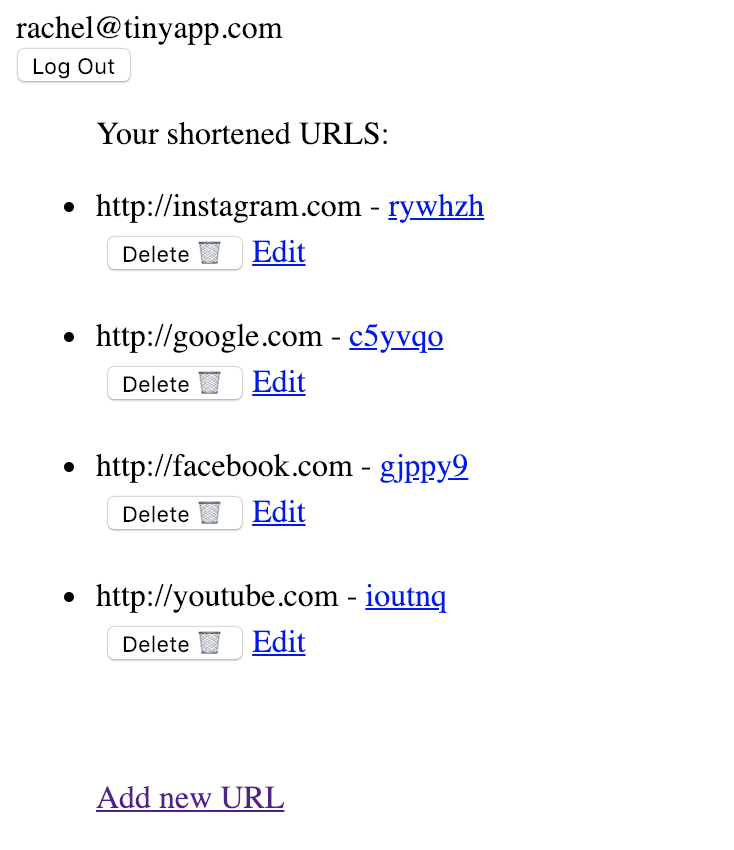 rachel@tinyapp.com
Log Out
Your shortened URLS:
http://instagram.com - rywhzh
Delete 🗑️ Edit
http://google.com - c5yvqo
Delete 🗑️ Edit
http://facebook.com - gjppy9
Delete 🗑️ Edit
http://youtube.com - ioutnq
Delete 🗑️ Edit
Add new URL